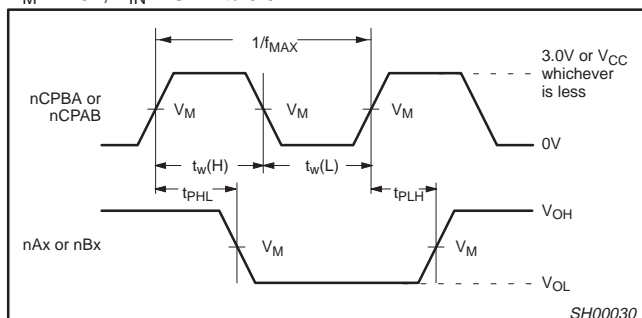 1/fMAX
3.0V or VCC
whichever
is less
nCPBA or
nCPAB
VM
VM
VM
0V
tw(H)
tw(L)
tPHL
tPLH
VOH
nAx or nBx
VM
VM
VOL
SH00030